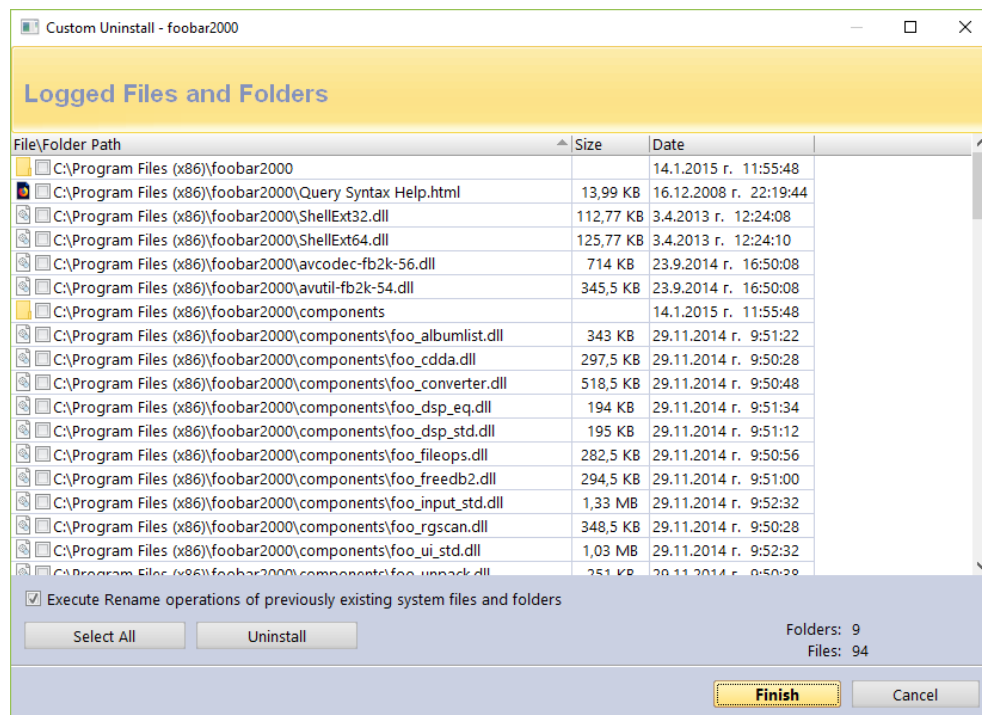 Custom Uninstall - foobar2000
Logged Files and Folders
File\Folder Path Size Date
C:\Program Files (x86)\foobar2000 14.1.2015 г. 11:55:48
C:\Program Files (x86)\foobar2000\Query Syntax Help.html 13,99 KB 16.12.2008 г. 22:19:44
C:\Program Files (x86)\foobar2000\ShellExt32.dll 112,77 KB 3.4.2013 г. 12:24:08
C:\Program Files (x86)\foobar2000\ShellExt64.dll 125,77 KB 3.4.2013 г. 12:24:10
C:\Program Files (x86)\foobar2000\avcodec-fb2k-56.dll 714 KB 23.9.2014 г. 16:50:08
C:\Program Files (x86)\foobar2000\avutil-fb2k-54.dll 345,5 KB 23.9.2014 г. 16:50:08
C:\Program Files (x86)\foobar2000\components 14.1.2015 г. 11:55:48
C:\Program Files (x86)\foobar2000\components\foo_albumlist.dll 343 KB 29.11.2014 г. 9:51:22
C:\Program Files (x86)\foobar2000\components\foo_cdda.dll 297,5 KB 29.11.2014 г. 9:50:28
C:\Program Files (x86)\foobar2000\components\foo_converter.dll 518,5 KB 29.11.2014 г. 9:50:48
C:\Program Files (x86)\foobar2000\components\foo_dsp_eq.dll 194 KB 29.11.2014 г. 9:51:34
C:\Program Files (x86)\foobar2000\components\foo_dsp_std.dll 195 KB 29.11.2014 г. 9:51:12
C:\Program Files (x86)\foobar2000\components\foo_fileops.dll 282,5 KB 29.11.2014 г. 9:50:56
C:\Program Files (x86)\foobar2000\components\foo_freedb2.dll 294,5 KB 29.11.2014 г. 9:51:00
C:\Program Files (x86)\foobar2000\components\foo_input_std.dll 1,33 MB 29.11.2014 г. 9:52:32
C:\Program Files (x86)\foobar2000\components\foo_rgscan.dll 348,5 KB 29.11.2014 г. 9:50:28
C:\Program Files (x86)\foobar2000\components\foo_ui_std.dll 1,03 MB 29.11.2014 г. 9:52:32
C:\Program Files (x86)\foobar2000\components\foo_unpack.dll 251 KB 29.11.2014 г. 9:50:38
Execute Rename operations of previously existing system files and folders
Select All Uninstall Folders: 9
Files: 94
Finish Cancel